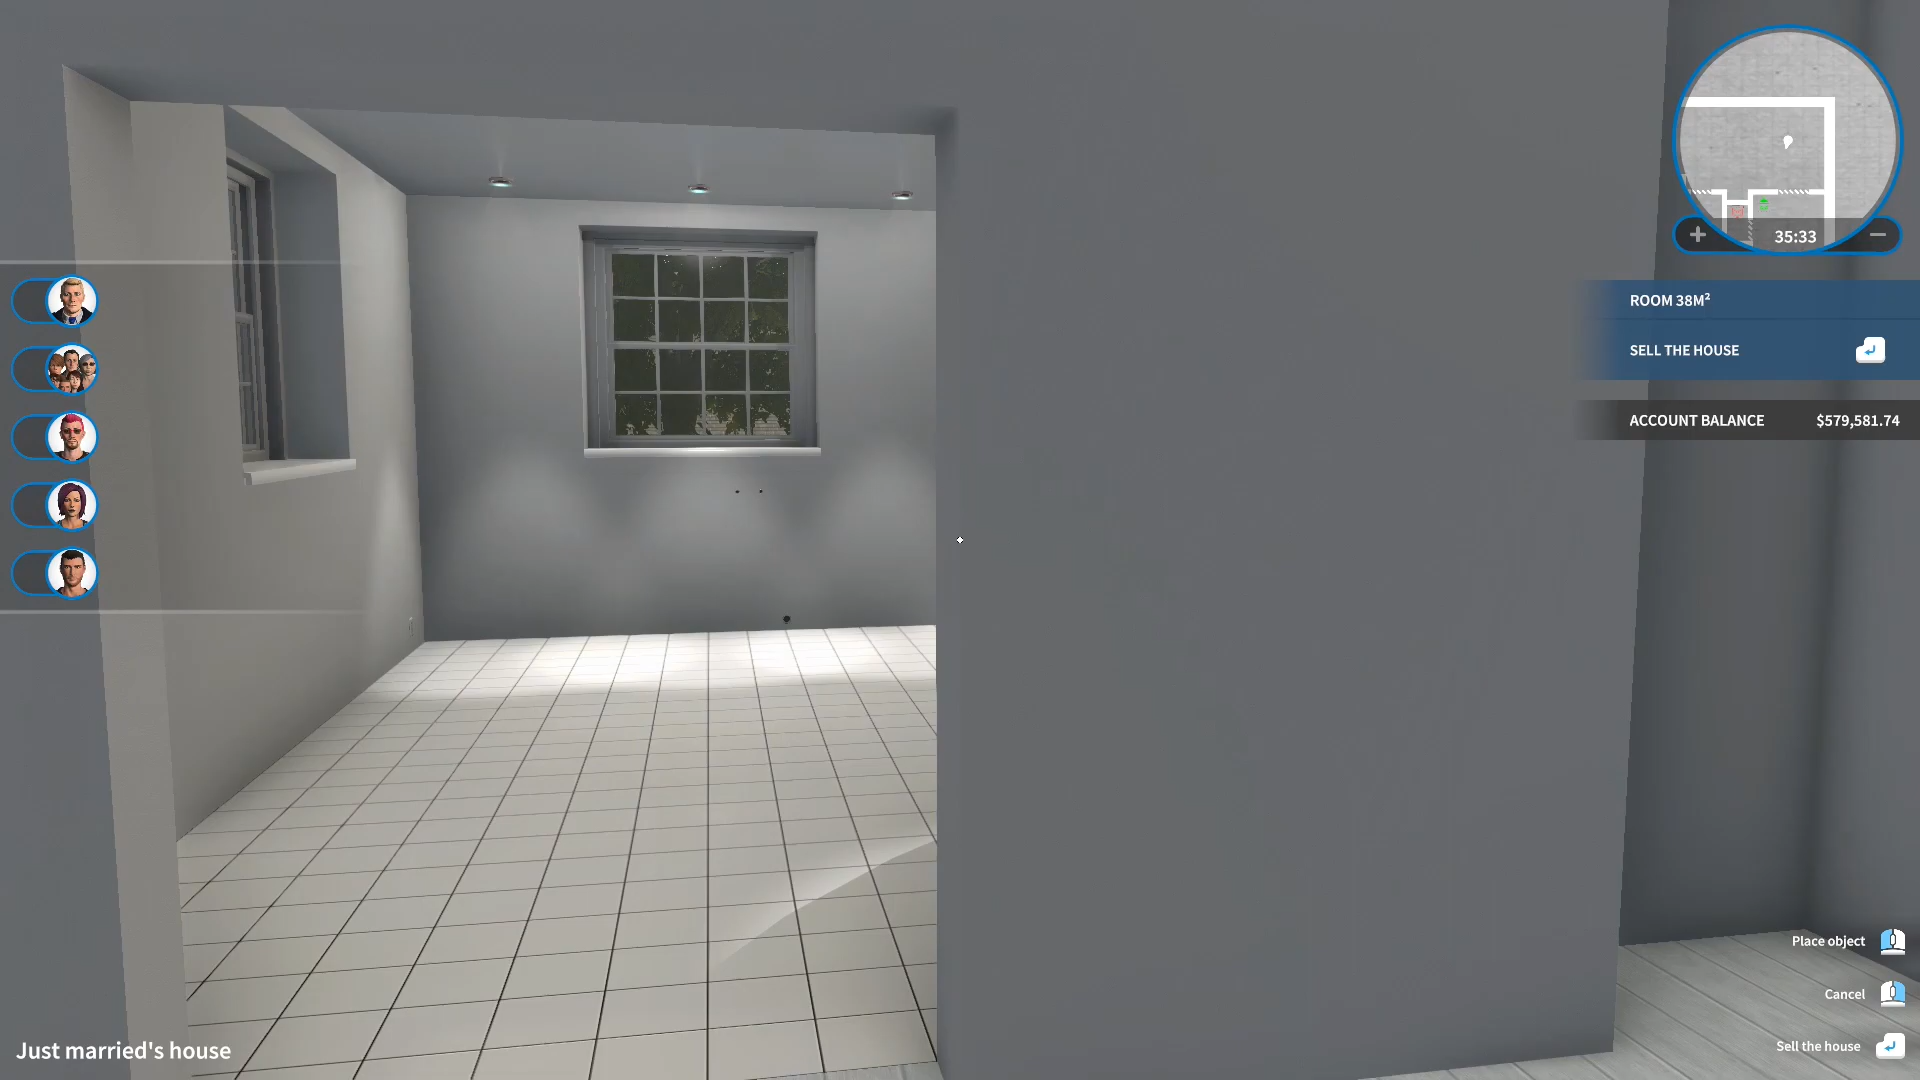 35:33
ROOM 38M²
SELL THE HOUSE
ACCOUNT BALANCE $579,581.74
Place object
Cancel
Sell the house
Just married's house